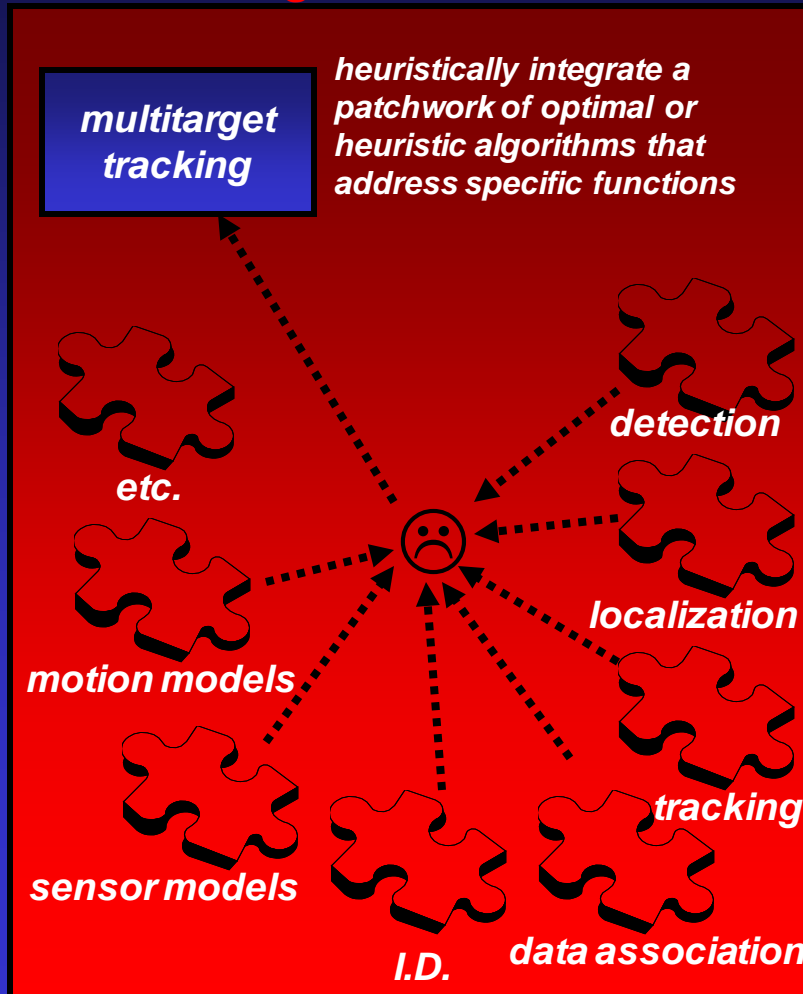 multitarget
tracking
heuristically integrate a
patchwork of optimal or
heuristic algorithms that
address specific functions
detection
etc.
localization
motion models
tracking
sensor models
data association
I.D.